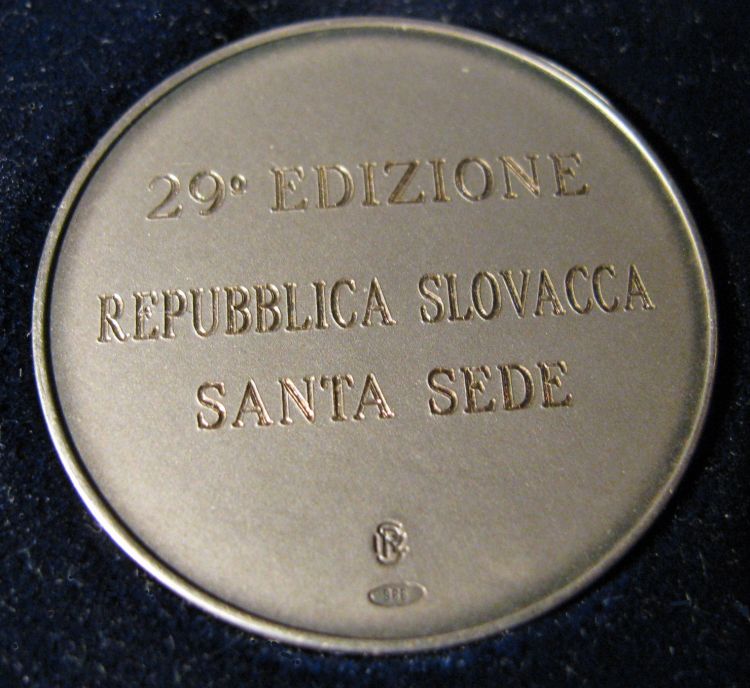 29° EDIZIONE
REPUBBLICA SLOVACCA
SANTA SEDE